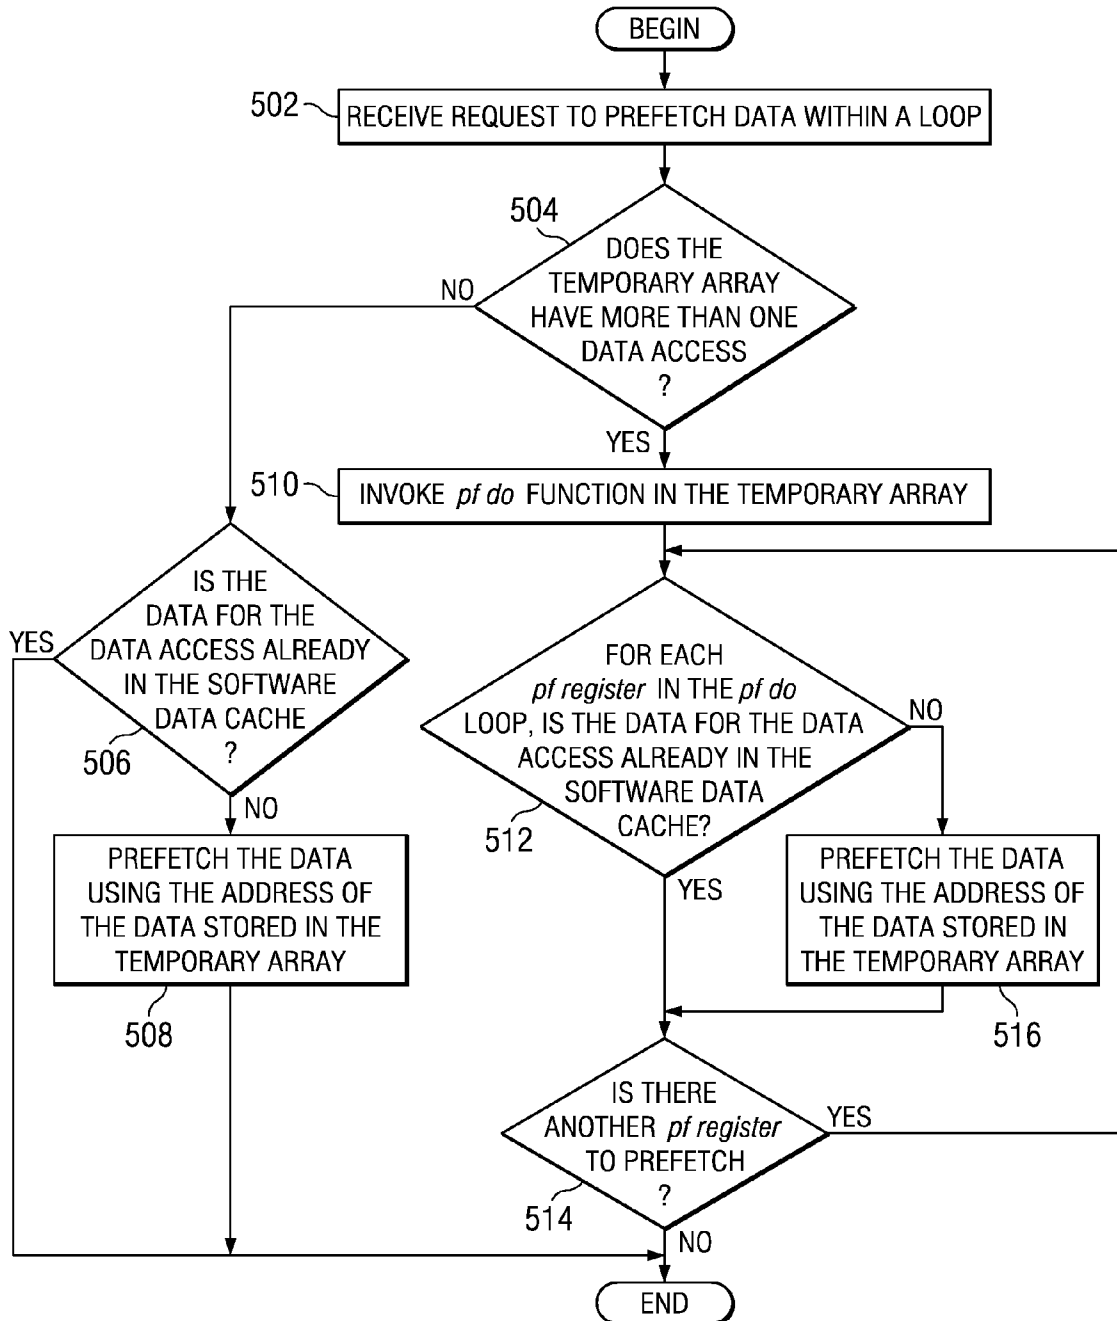 BEGIN
502
RECEIVE REQUEST TO PREFETCH DATA WITHIN A LOOP
504
DOES THE
TEMPORARY ARRAY
HAVE MORE THAN ONE
DATA ACCESS
?
NO
YES
510
INVOKE pf do FUNCTION IN THE TEMPORARY ARRAY
IS THE
DATA FOR THE
DATA ACCESS ALREADY
IN THE SOFTWARE
DATA CACHE
?
YES
506
NO
PREFETCH THE DATA
USING THE ADDRESS OF
THE DATA STORED IN THE
TEMPORARY ARRAY
508
FOR EACH
pf register IN THE pf do
LOOP, IS THE DATA FOR THE DATA
ACCESS ALREADY IN THE
SOFTWARE DATA
CACHE?
NO
512
YES
PREFETCH THE DATA
USING THE ADDRESS OF
THE DATA STORED IN
THE TEMPORARY ARRAY
516
IS THERE
ANOTHER pf register
TO PREFETCH
?
YES
514
NO
END